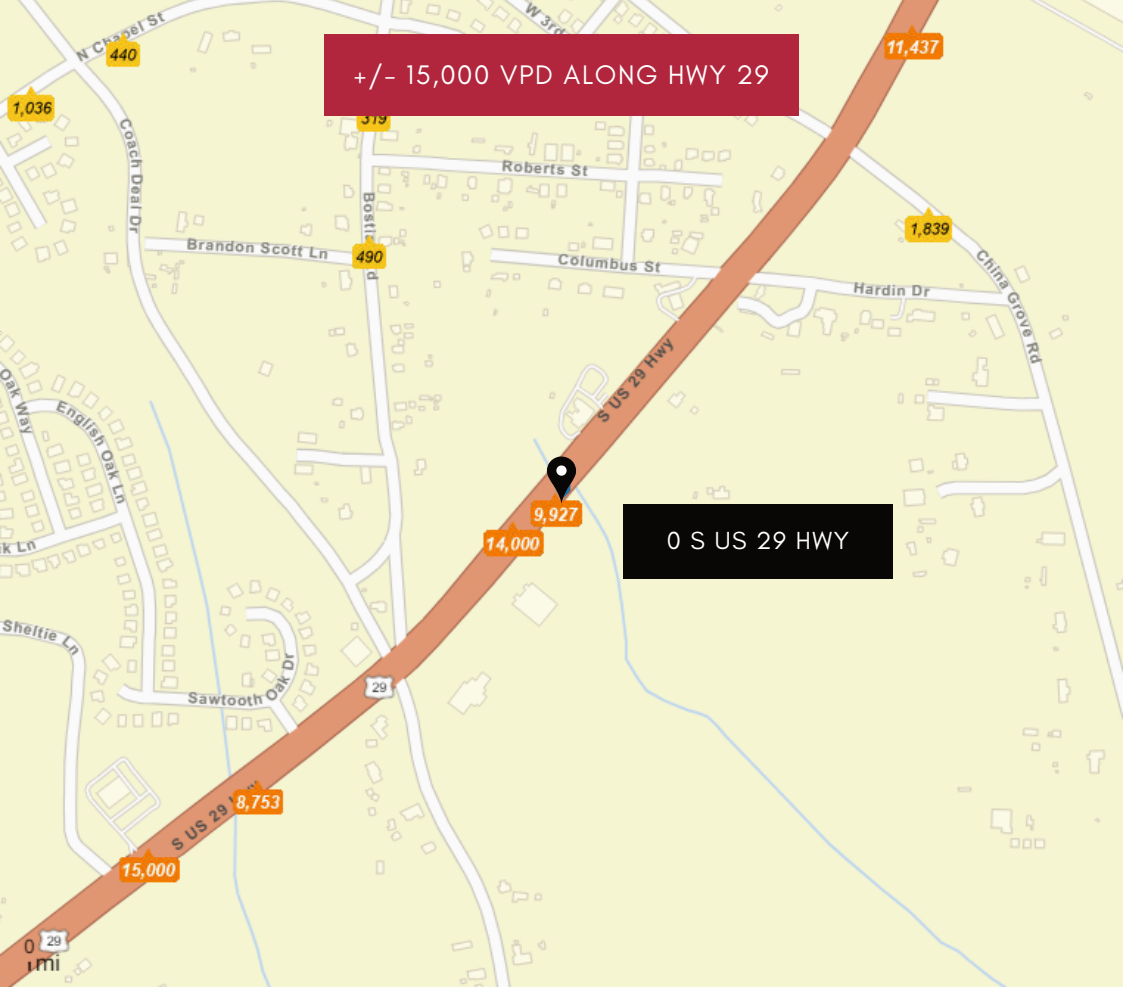 N Chapel St
W 3rd
440
11,437
+/- 15,000 VPD ALONG HWY 29
1,036
319
Coach Deal Dr
Roberts St
1,839
Brandon Scott Ln
490
Columbus St
China Grove Rd
Hardin Dr
S US 29 Hwy
Oak Way
English Oak Ln
9,927
14,000
0 S US 29 HWY
Ln
Sheltie Ln
Sawtooth Oak Dr
29
S US 29
8,753
15,000
29
0
mi